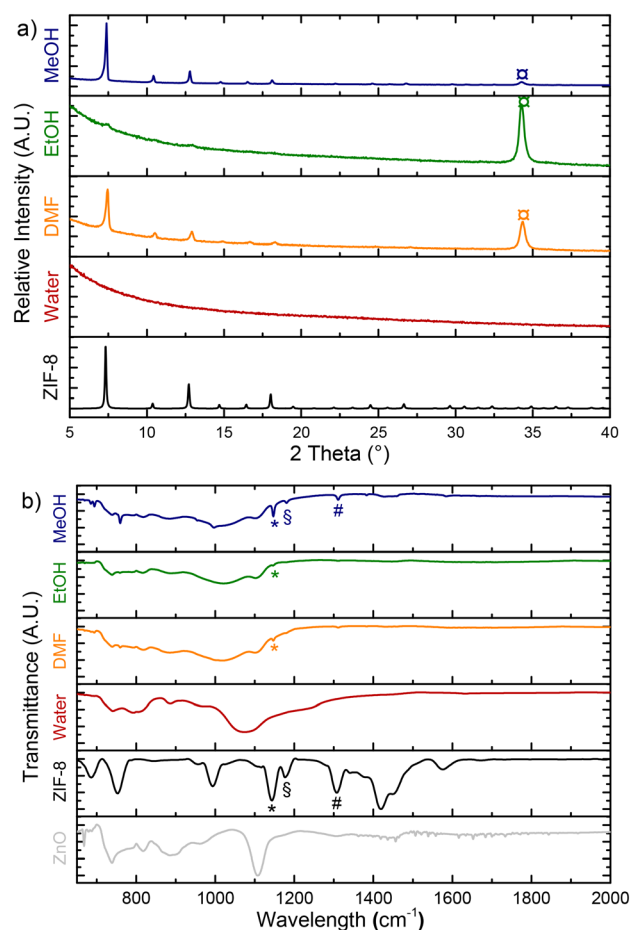 a)
Relative Intensity (A.U.)
MeOH
¤
EtOH
¤
DMF
¤
Water
ZIF-8
5 10 15 20 25 30 35 40
2 Theta (°)
b)
Transmittance (A.U.)
MeOH
* § #
EtOH
*
DMF
*
Water
ZIF-8
* § #
ZnO
800 1000 1200 1400 1600 1800 2000
Wavelength (cm-1)